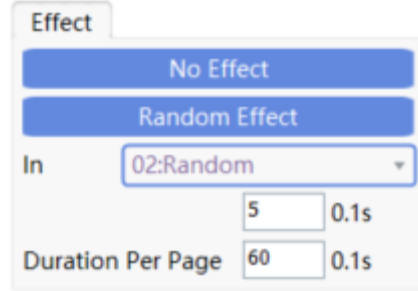 Effect
No Effect
Random Effect
In 02:Random
5 0.1s
Duration Per Page 60 0.1s